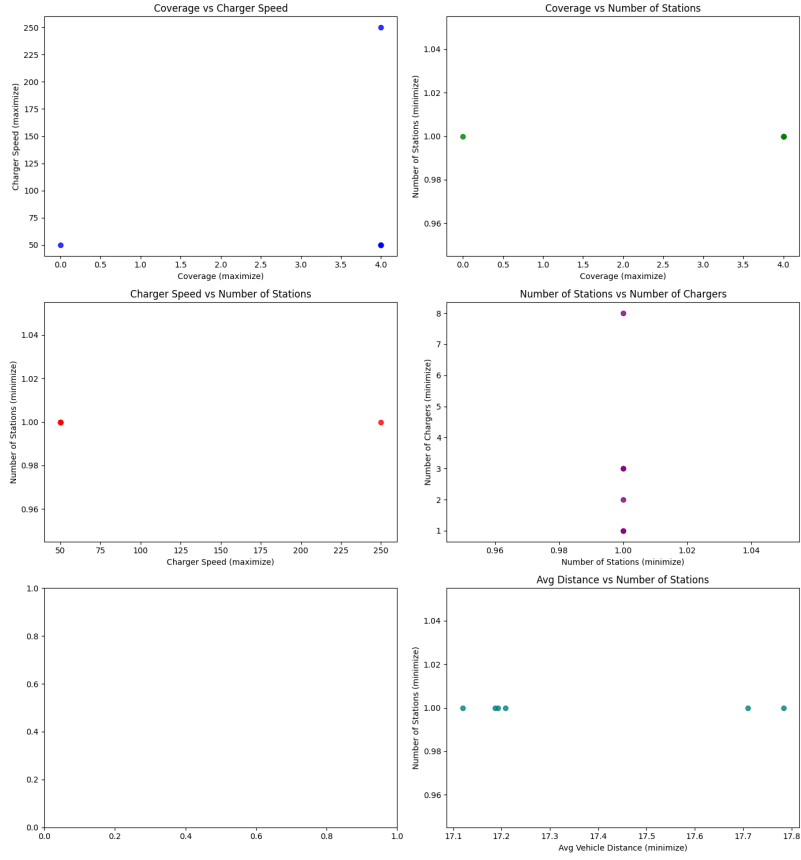 Coverage vs Charger Speed
250
225
200
175
150
125
100
75
50
Charger Speed (maximize)
0.0 0.5 1.0 1.5 2.0 2.5 3.0 3.5 4.0
Coverage (maximize)
Coverage vs Number of Stations
1.04
1.02
1.00
0.98
0.96
Number of Stations (minimize)
0.0 0.5 1.0 1.5 2.0 2.5 3.0 3.5 4.0
Coverage (maximize)
Charger Speed vs Number of Stations
1.04
1.02
1.00
0.98
0.96
Number of Stations (minimize)
50 75 100 125 150 175 200 225 250
Charger Speed (maximize)
Number of Stations vs Number of Chargers
8
7
6
5
4
3
2
1
Number of Chargers (minimize)
0.96 0.98 1.00 1.02 1.04
Number of Stations (minimize)
1.0
0.8
0.6
0.4
0.2
0.0
0.0 0.2 0.4 0.6 0.8 1.0
Avg Distance vs Number of Stations
1.04
1.02
1.00
0.98
0.96
Number of Stations (minimize)
17.1 17.2 17.3 17.4 17.5 17.6 17.7 17.8
Avg Vehicle Distance (minimize)